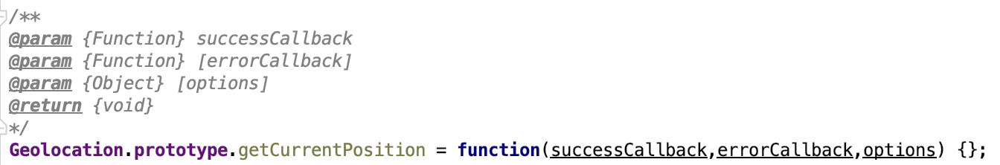 /**
@param {Function} successCallback
@param {Function} [errorCallback]
@param {Object} [options]
@return {void}
*/
Geolocation.prototype.getCurrentPosition = function(successCallback,errorCallback,options) {};